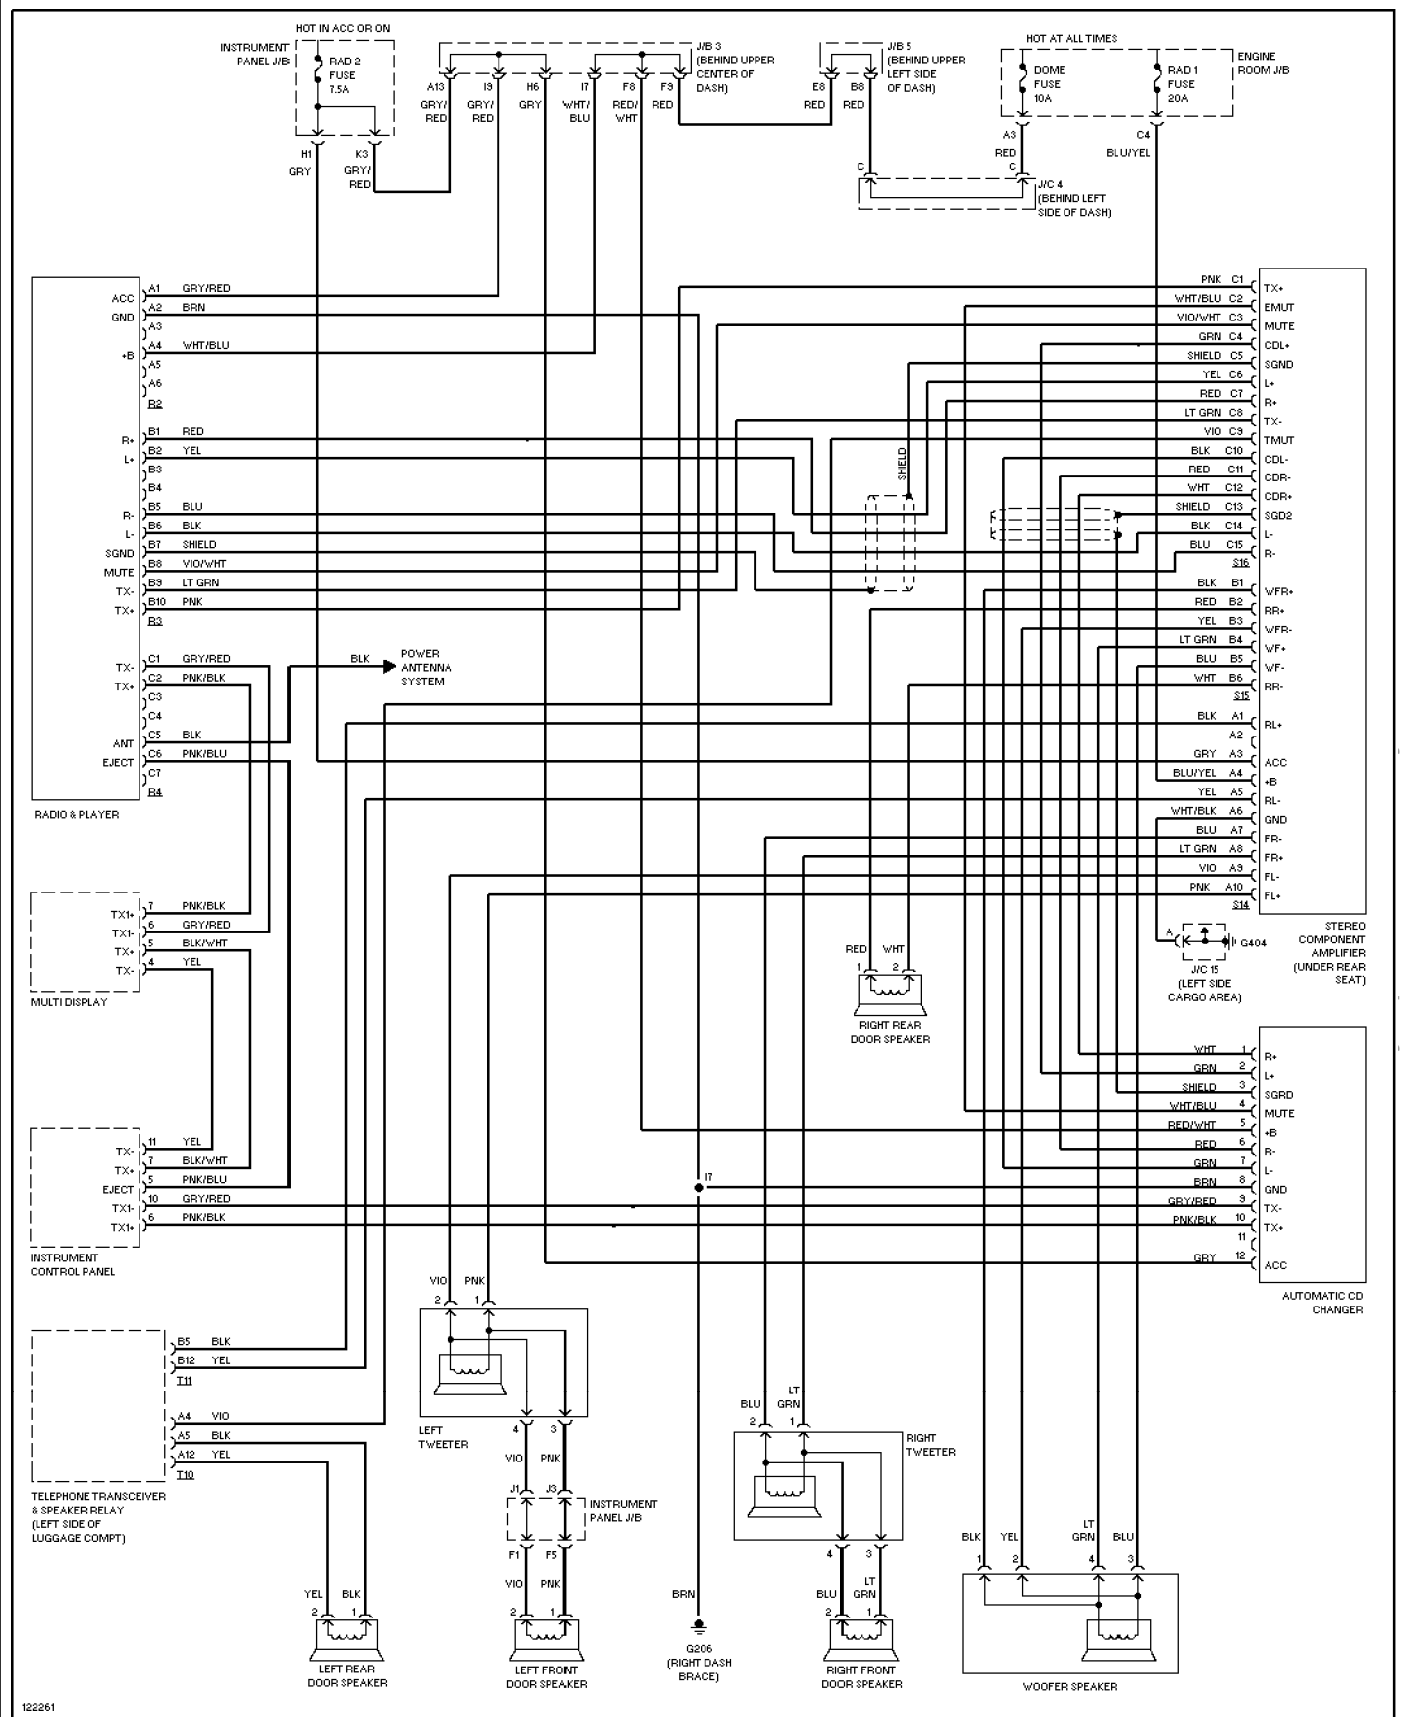 HOT IN ACC OR ON
INSTRUMENT
PANEL J/B
RAD 2
FUSE
7.5A
H1
GRY
K3
GRY/
RED
J/B 3
(BEHIND UPPER
CENTER OF
DASH)
A13
GRY/
RED
I9
GRY/
RED
H6
GRY
I7
WHT/
BLU
F8
RED/
WHT
F9
RED
J/B 5
(BEHIND UPPER
LEFT SIDE
OF DASH)
E8
RED
B8
RED
HOT AT ALL TIMES
DOME
FUSE
10A
RAD 1
FUSE
20A
ENGINE
ROOM J/B
A3
RED
C4
BLU/YEL
C
C
J/C 4
(BEHIND LEFT
SIDE OF DASH)
ACC A1 GRY/RED
GND A2 BRN
A3
+B A4 WHT/BLU
A5
A6
R2
R+ B1 RED
L+ B2 YEL
B3
B4
R- B5 BLU
L- B6 BLK
SGND B7 SHIELD
MUTE B8 VIO/WHT
TX- B9 LT GRN
TX+ B10 PNK
R3
TX- C1 GRY/RED
TX+ C2 PNK/BLK
C3
C4
ANT C5 BLK
EJECT C6 PNK/BLU
C7
R4
RADIO & PLAYER
BLK
POWER
ANTENNA
SYSTEM
SHIELD
PNK C1 TX+
WHT/BLU C2 EMUT
VIO/WHT C3 MUTE
GRN C4 CDL+
SHIELD C5 SGND
YEL C6 L+
RED C7 R+
LT GRN C8 TX-
VIO C9 TMUT
BLK C10 CDL-
RED C11 CDR-
WHT C12 CDR+
SHIELD C13 SGD2
BLK C14 L-
BLU C15 R-
S16
BLK B1 WFR+
RED B2 RR+
YEL B3 WFR-
LT GRN B4 WF+
BLU B5 WF-
WHT B6 RR-
S15
BLK A1 RL+
A2
GRY A3 ACC
BLU/YEL A4 +B
YEL A5 RL-
WHT/BLK A6 GND
BLU A7 FR-
LT GRN A8 FR+
VIO A9 FL-
PNK A10 FL+
S14
STEREO
COMPONENT
AMPLIFIER
(UNDER REAR
SEAT)
A
G404
J/C 15
(LEFT SIDE
CARGO AREA)
TX1+ 7 PNK/BLK
TX1- 6 GRY/RED
TX+ 5 BLK/WHT
TX- 4 YEL
MULTI DISPLAY
RED WHT
1 2
RIGHT REAR
DOOR SPEAKER
WHT 1 R+
GRN 2 L+
SHIELD 3 SGRD
WHT/BLU 4 MUTE
RED/WHT 5 +B
RED 6 R-
GRN 7 L-
BRN 8 GND
GRY/RED 9 TX-
PNK/BLK 10 TX+
11
GRY 12 ACC
AUTOMATIC CD
CHANGER
TX- 11 YEL
TX+ 7 BLK/WHT
EJECT 5 PNK/BLU
TX1- 10 GRY/RED
TX1+ 6 PNK/BLK
INSTRUMENT
CONTROL PANEL
I7
B5 BLK
B12 YEL
T11
A4 VIO
A5 BLK
A12 YEL
T10
TELEPHONE TRANSCEIVER
& SPEAKER RELAY
(LEFT SIDE OF
LUGGAGE COMPT)
VIO PNK
2 1
LEFT
TWEETER
4 3
VIO PNK
J1 J3
INSTRUMENT
PANEL J/B
F1 F5
VIO PNK
2 1
LEFT FRONT
DOOR SPEAKER
YEL BLK
2 1
LEFT REAR
DOOR SPEAKER
BRN
G206
(RIGHT DASH
BRACE)
BLU
LT
GRN
2 1
RIGHT
TWEETER
4 3
BLU
LT
GRN
2 1
RIGHT FRONT
DOOR SPEAKER
BLK YEL
LT
GRN
BLU
1 2 4 3
WOOFER SPEAKER
122261